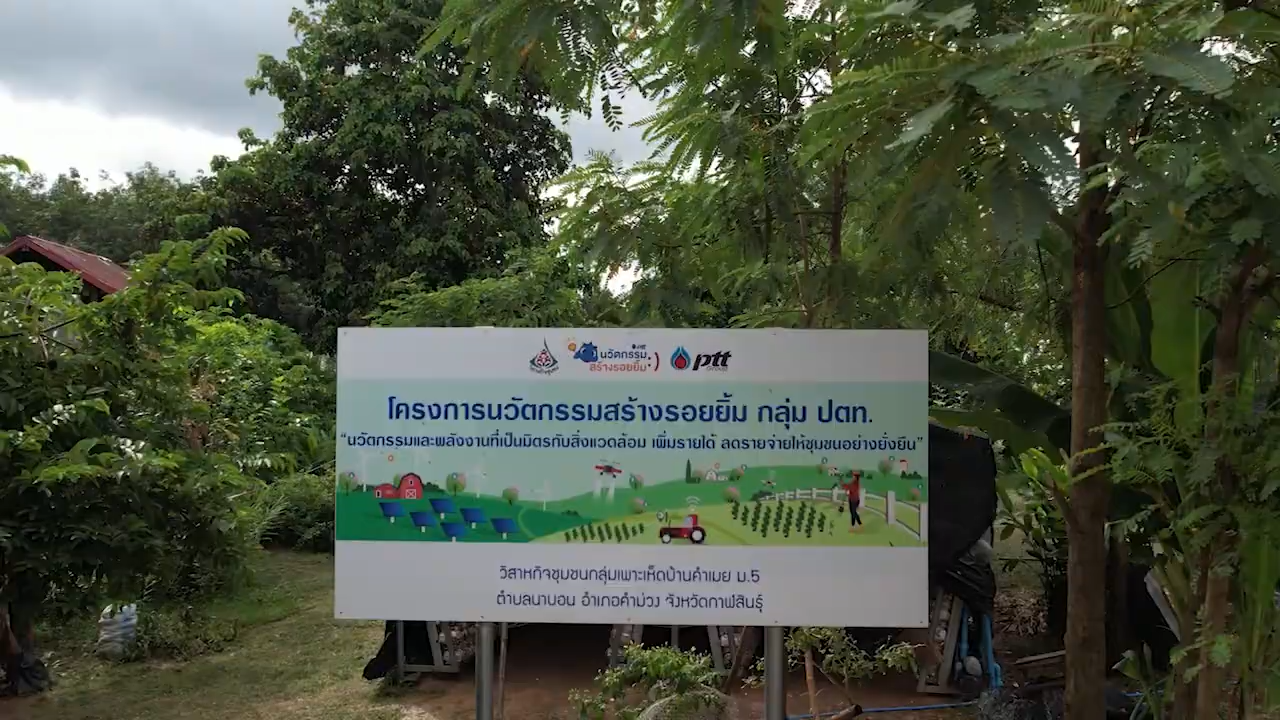 ptt
นวัตกรรม
สร้างรอยยิ้ม :)
ptt
GROUP
โครงการนวัตกรรมสร้างรอยยิ้ม กลุ่ม ปตท.
“นวัตกรรมและพลังงานที่เป็นมิตรกับสิ่งแวดล้อม เพิ่มรายได้ ลดรายจ่ายให้ชุมชนอย่างยั่งยืน”
วิสาหกิจชุมชนกลุ่มเพาะเห็ดบ้านคำเมย ม.5
ตำบลนาบอน อำเภอคำม่วง จังหวัดกาฬสินธุ์